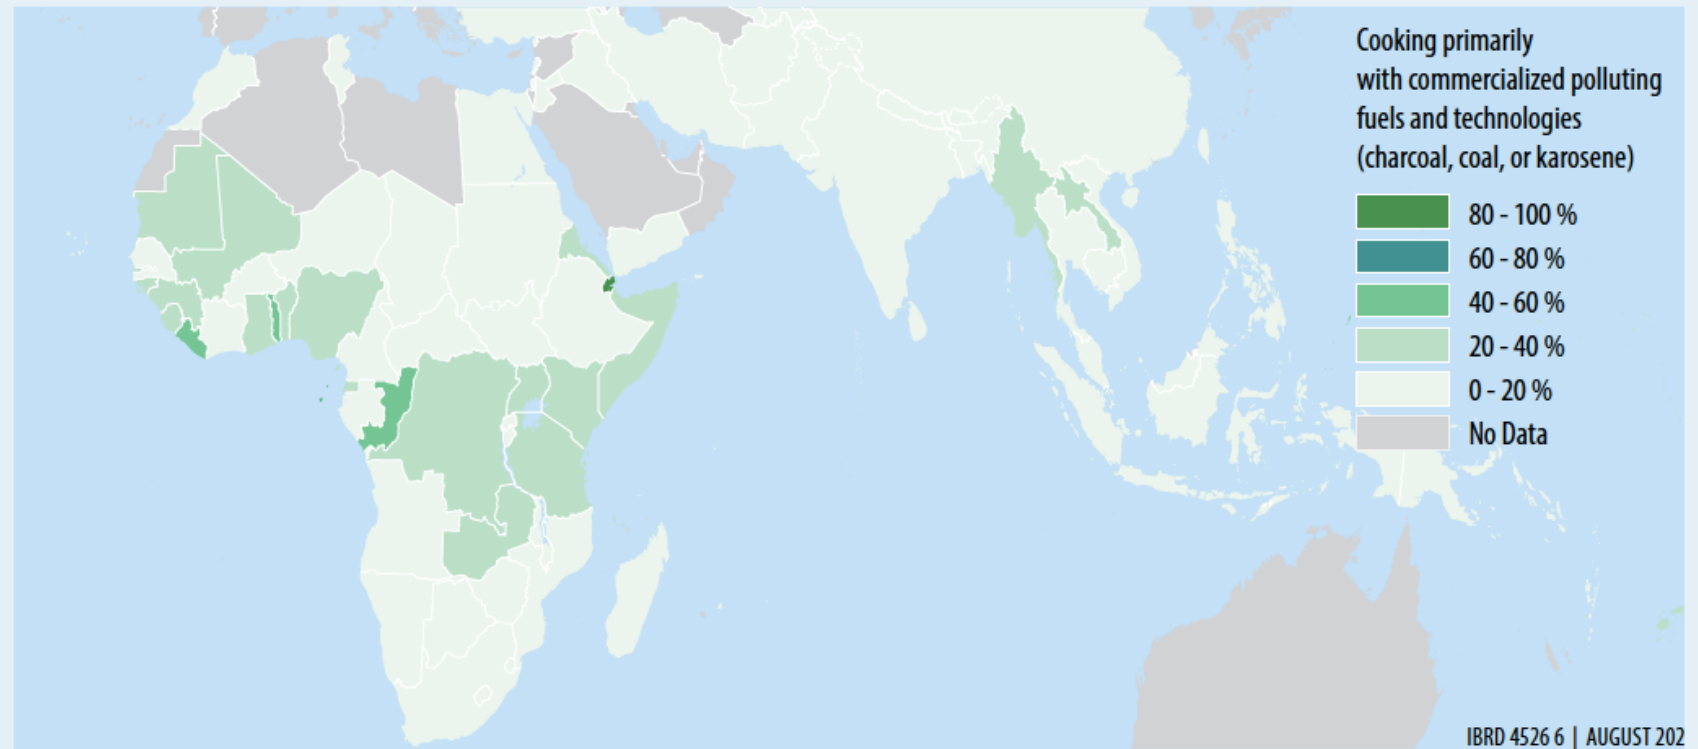 Cooking primarily
with commercialized polluting
fuels and technologies
(charcoal, coal, or karosene)
80 - 100 %
60 - 80 %
40 - 60 %
20 - 40 %
0 - 20 %
No Data
IBRD 4526 6 | AUGUST 202